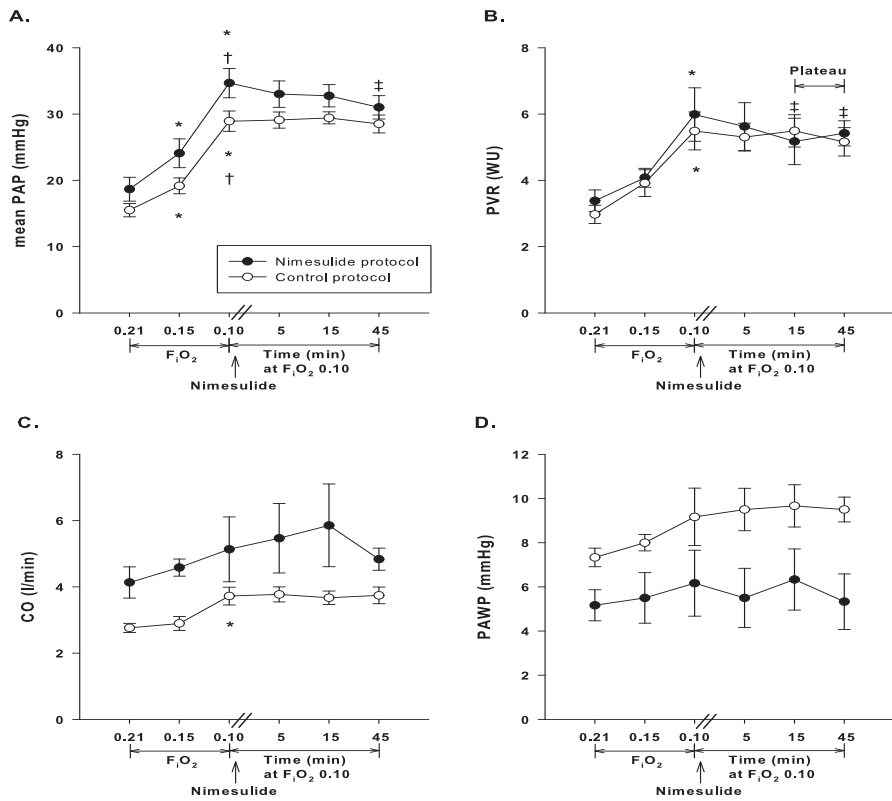 A.
B.
40
30
20
10
0
mean PAP (mmHg)
*
*
†
‡
*
†
*
Nimesulide protocol
Control protocol
0.21 0.15 0.10 5 15 45
FiO2
Time (min)
at FiO2 0.10
Nimesulide
8
6
4
2
0
PVR (WU)
*
*
Plateau
‡ ‡
0.21 0.15 0.10 5 15 45
FiO2
Time (min)
at FiO2 0.10
Nimesulide
C.
D.
8
6
4
2
0
CO (l/min)
*
0.21 0.15 0.10 5 15 45
FiO2
Time (min)
at FiO2 0.10
Nimesulide
12
10
8
6
4
2
0
PAWP (mmHg)
0.21 0.15 0.10 5 15 45
FiO2
Time (min)
at FiO2 0.10
Nimesulide